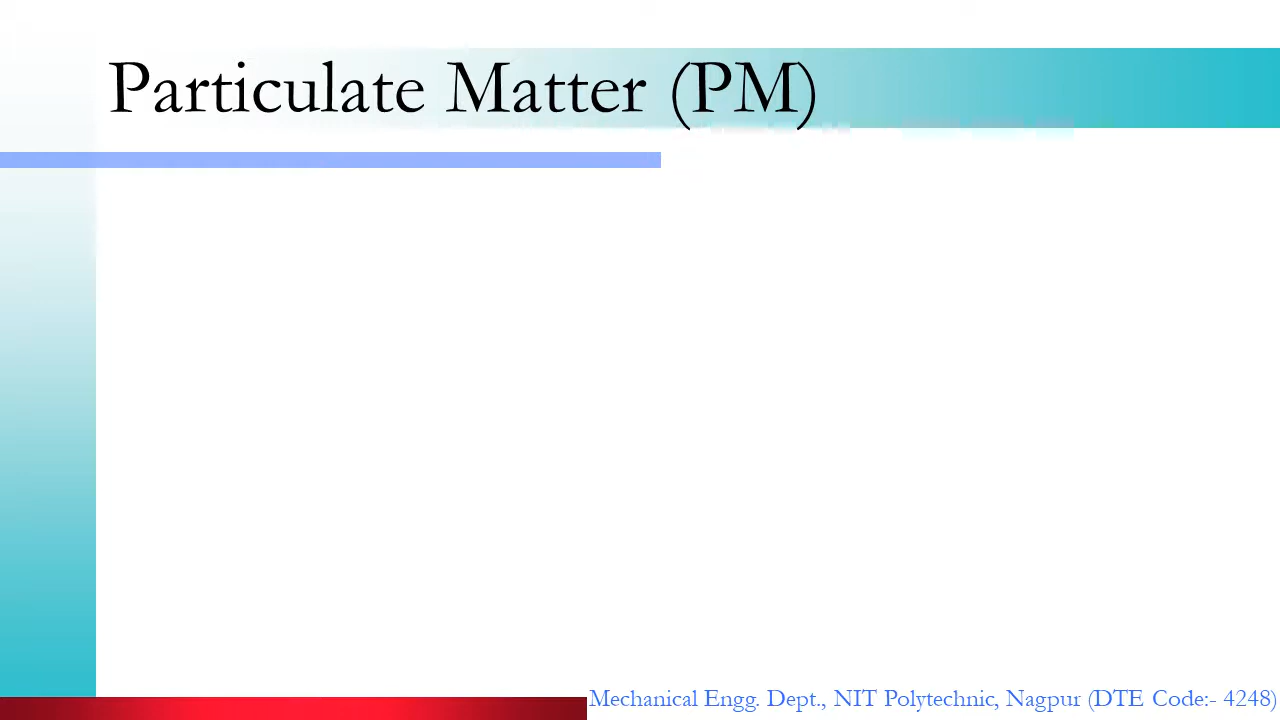 Particulate Matter (PM)
Mechanical Engg. Dept., NIT Polytechnic, Nagpur (DTE Code:- 4248)